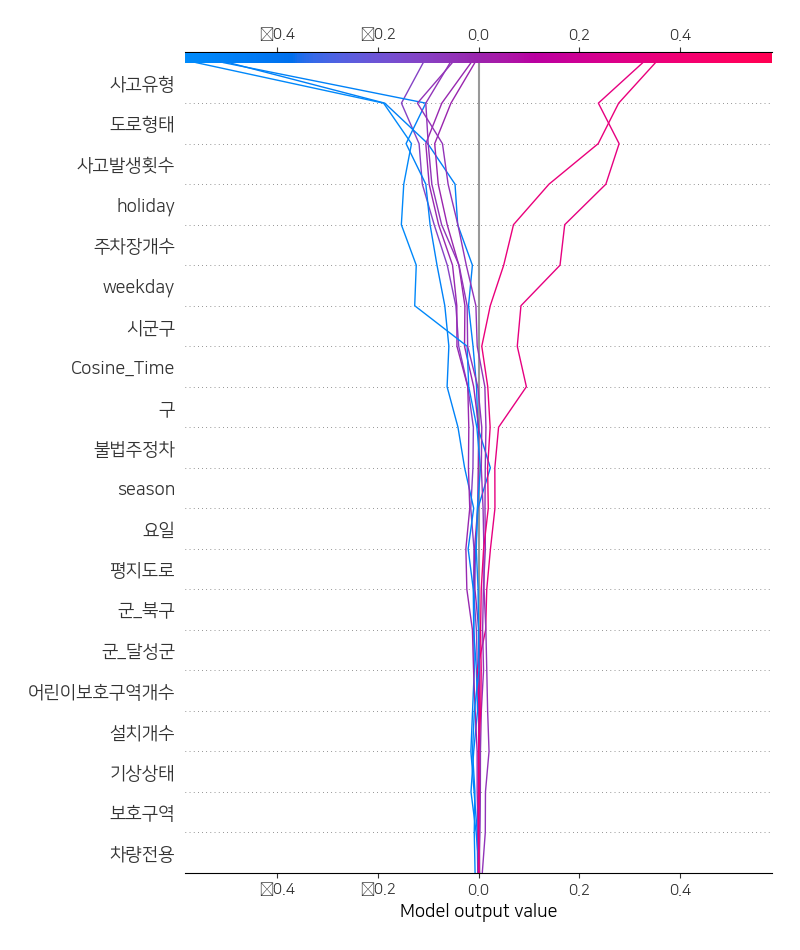 ⊠0.4 ⊠0.2 0.0 0.2 0.4
사고유형
도로형태
사고발생횟수
holiday
주차장개수
weekday
시군구
Cosine_Time
구
불법주정차
season
요일
평지도로
군_북구
군_달성군
어린이보호구역개수
설치개수
기상상태
보호구역
차량전용
⊠0.4 ⊠0.2 0.0 0.2 0.4
Model output value